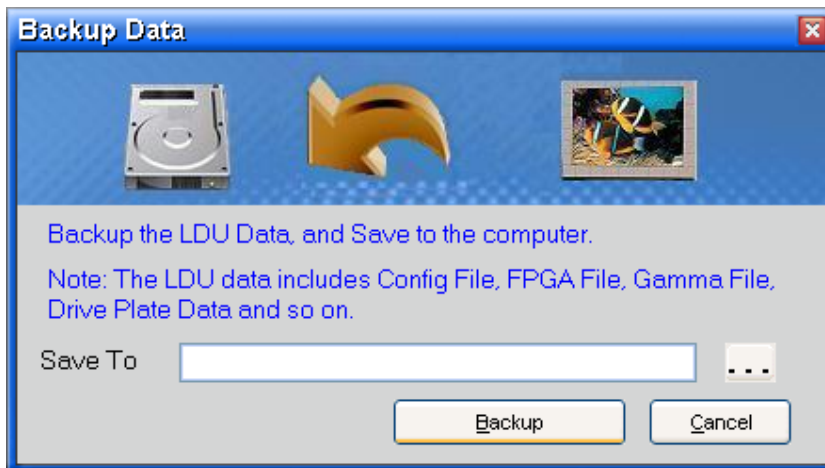 Backup Data
Backup the LDU Data, and Save to the computer.
Note: The LDU data includes Config File, FPGA File, Gamma File,
Drive Plate Data and so on.
Save To
...
Backup
Cancel